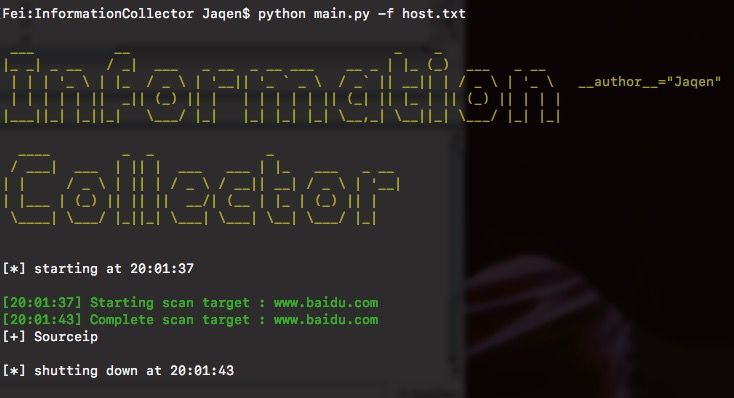 Fei:InformationCollector Jaqen$ python main.py -f host.txt
Information __author__="Jaqen"
Collector
[*] starting at 20:01:37
[20:01:37] Starting scan target : www.baidu.com
[20:01:43] Complete scan target : www.baidu.com
[+] Sourceip
[*] shutting down at 20:01:43